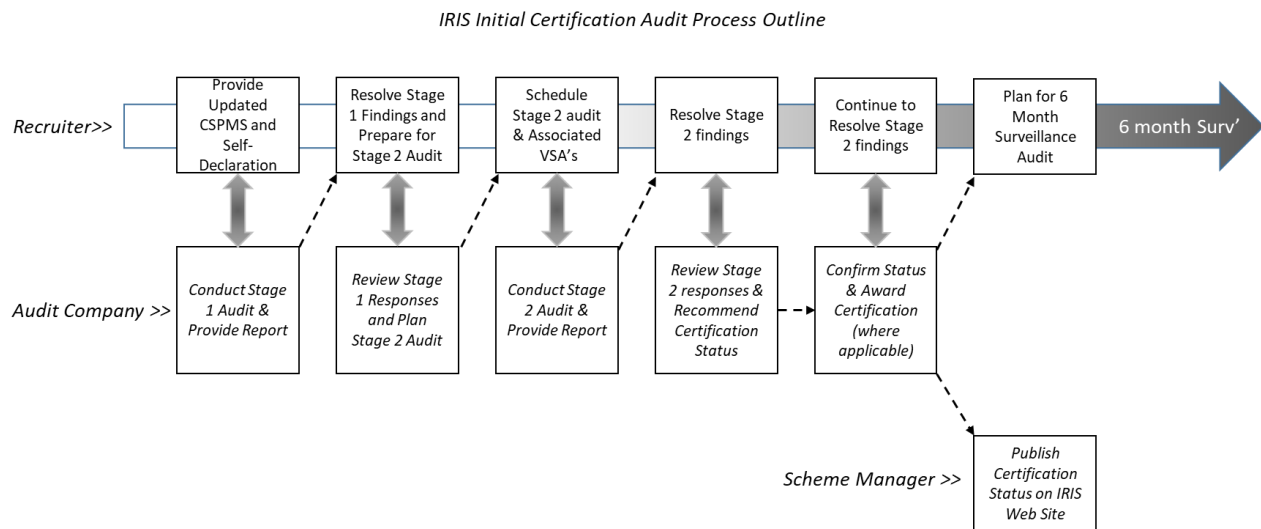 IRIS Initial Certification Audit Process Outline
Recruiter>>
Provide
Updated
CSPMS and
Self-
Declaration
Resolve Stage
1 Findings and
Prepare for
Stage 2 Audit
Schedule
Stage 2 audit
& Associated
VSA's
Resolve Stage
2 findings
Continue to
Resolve Stage
2 findings
Plan for 6
Month
Surveillance
Audit
6 month Surv'
Audit Company >>
Conduct Stage
1 Audit &
Provide Report
Review Stage
1 Responses
and Plan
Stage 2 Audit
Conduct Stage
2 Audit &
Provide Report
Review Stage
2 responses &
Recommend
Certification
Status
Confirm Status
& Award
Certification
(where
applicable)
Scheme Manager >>
Publish
Certification
Status on IRIS
Web Site